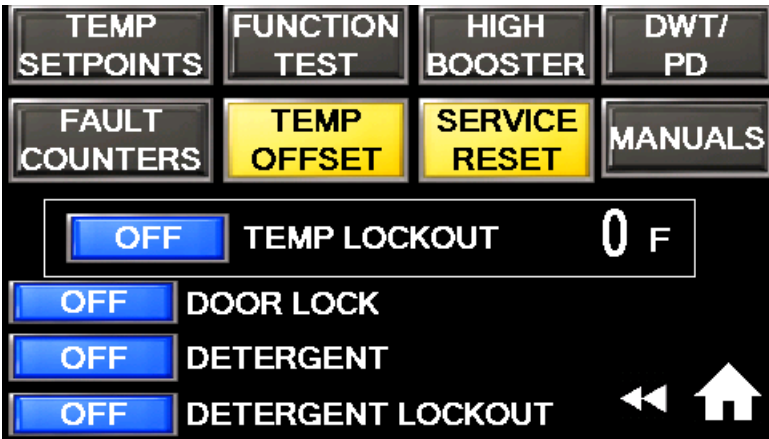 TEMP SETPOINTS
FUNCTION TEST
HIGH BOOSTER
DWT/ PD
FAULT COUNTERS
TEMP OFFSET
SERVICE RESET
MANUALS
OFF TEMP LOCKOUT 0 F
OFF DOOR LOCK
OFF DETERGENT
OFF DETERGENT LOCKOUT